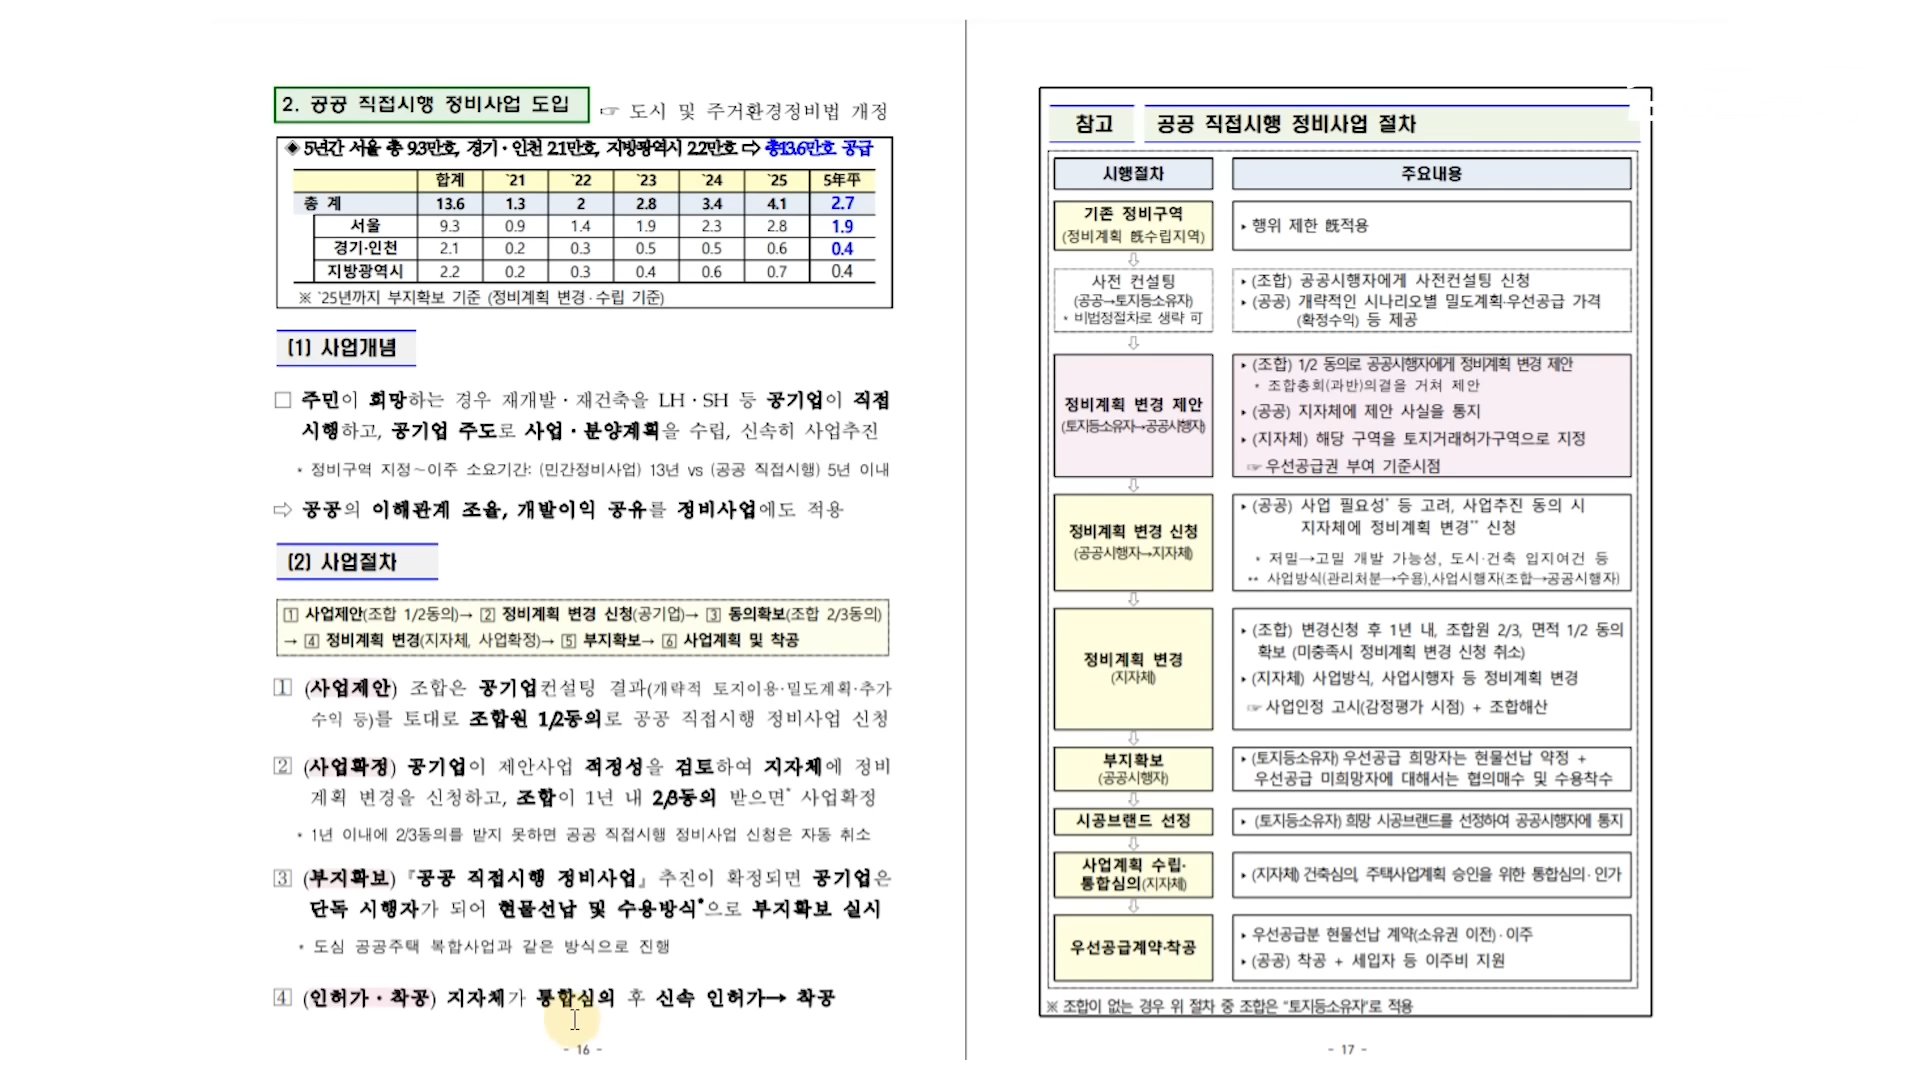 2. 공공 직접시행 정비사업 도입 ☞ 도시 및 주거환경정비법 개정
◈ 5년간 서울 총 9.3만호, 경기·인천 2.1만호, 지방광역시 2.2만호 ⇨ 총13.6만호 공급
합계 `21 `22 `23 `24 `25 5年平
총 계 13.6 1.3 2 2.8 3.4 4.1 2.7
서울 9.3 0.9 1.4 1.9 2.3 2.8 1.9
경기·인천 2.1 0.2 0.3 0.5 0.5 0.6 0.4
지방광역시 2.2 0.2 0.3 0.4 0.6 0.7 0.4
※ `25년까지 부지확보 기준 (정비계획 변경·수립 기준)
(1) 사업개념
□ 주민이 희망하는 경우 재개발·재건축을 LH·SH 등 공기업이 직접
시행하고, 공기업 주도로 사업·분양계획을 수립, 신속히 사업추진
* 정비구역 지정~이주 소요기간: (민간정비사업) 13년 vs (공공 직접시행) 5년 이내
⇨ 공공의 이해관계 조율, 개발이익 공유를 정비사업에도 적용
(2) 사업절차
1 사업제안(조합 1/2동의)→ 2 정비계획 변경 신청(공기업)→ 3 동의확보(조합 2/3동의)
→ 4 정비계획 변경(지자체, 사업확정)→ 5 부지확보→ 6 사업계획 및 착공
1 (사업제안) 조합은 공기업컨설팅 결과(개략적 토지이용·밀도계획·추가
수익 등)를 토대로 조합원 1/2동의로 공공 직접시행 정비사업 신청
2 (사업확정) 공기업이 제안사업 적정성을 검토하여 지자체에 정비
계획 변경을 신청하고, 조합이 1년 내 2/3동의 받으면* 사업확정
* 1년 이내에 2/3동의를 받지 못하면 공공 직접시행 정비사업 신청은 자동 취소
3 (부지확보) 『공공 직접시행 정비사업』 추진이 확정되면 공기업은
단독 시행자가 되어 현물선납 및 수용방식*으로 부지확보 실시
* 도심 공공주택 복합사업과 같은 방식으로 진행
4 (인허가·착공) 지자체가 통합심의 후 신속 인허가→ 착공
- 16 -
참고 공공 직접시행 정비사업 절차
시행절차 주요내용
기존 정비구역
(정비계획 旣수립지역)
▸ 행위 제한 旣적용
⇩
사전 컨설팅
(공공→토지등소유자)
* 비법정절차로 생략 可
▸ (조합) 공공시행자에게 사전컨설팅 신청
▸ (공공) 개략적인 시나리오별 밀도계획·우선공급 가격
(확정수익) 등 제공
⇩
정비계획 변경 제안
(토지등소유자→공공시행자)
▸ (조합) 1/2 동의로 공공시행자에게 정비계획 변경 제안
* 조합총회(과반)의결을 거쳐 제안
▸ (공공) 지자체에 제안 사실을 통지
▸ (지자체) 해당 구역을 토지거래허가구역으로 지정
☞ 우선공급권 부여 기준시점
⇩
정비계획 변경 신청
(공공시행자→지자체)
▸ (공공) 사업 필요성* 등 고려, 사업추진 동의 시
지자체에 정비계획 변경** 신청
* 저밀→고밀 개발 가능성, 도시·건축 입지여건 등
** 사업방식(관리처분→수용),사업시행자(조합→공공시행자)
⇩
정비계획 변경
(지자체)
▸ (조합) 변경신청 후 1년 내, 조합원 2/3, 면적 1/2 동의
확보 (미충족시 정비계획 변경 신청 취소)
▸ (지자체) 사업방식, 사업시행자 등 정비계획 변경
☞ 사업인정 고시(감정평가 시점) + 조합해산
⇩
부지확보
(공공시행자)
▸ (토지등소유자) 우선공급 희망자는 현물선납 약정 +
우선공급 미희망자에 대해서는 협의매수 및 수용착수
⇩
시공브랜드 선정
▸ (토지등소유자) 희망 시공브랜드를 선정하여 공공시행자에 통지
⇩
사업계획 수립·
통합심의(지자체)
▸ (지자체) 건축심의, 주택사업계획 승인을 위한 통합심의·인가
⇩
우선공급계약·착공
▸ 우선공급분 현물선납 계약(소유권 이전)·이주
▸ (공공) 착공 + 세입자 등 이주비 지원
※ 조합이 없는 경우 위 절차 중 조합은 "토지등소유자"로 적용
- 17 -